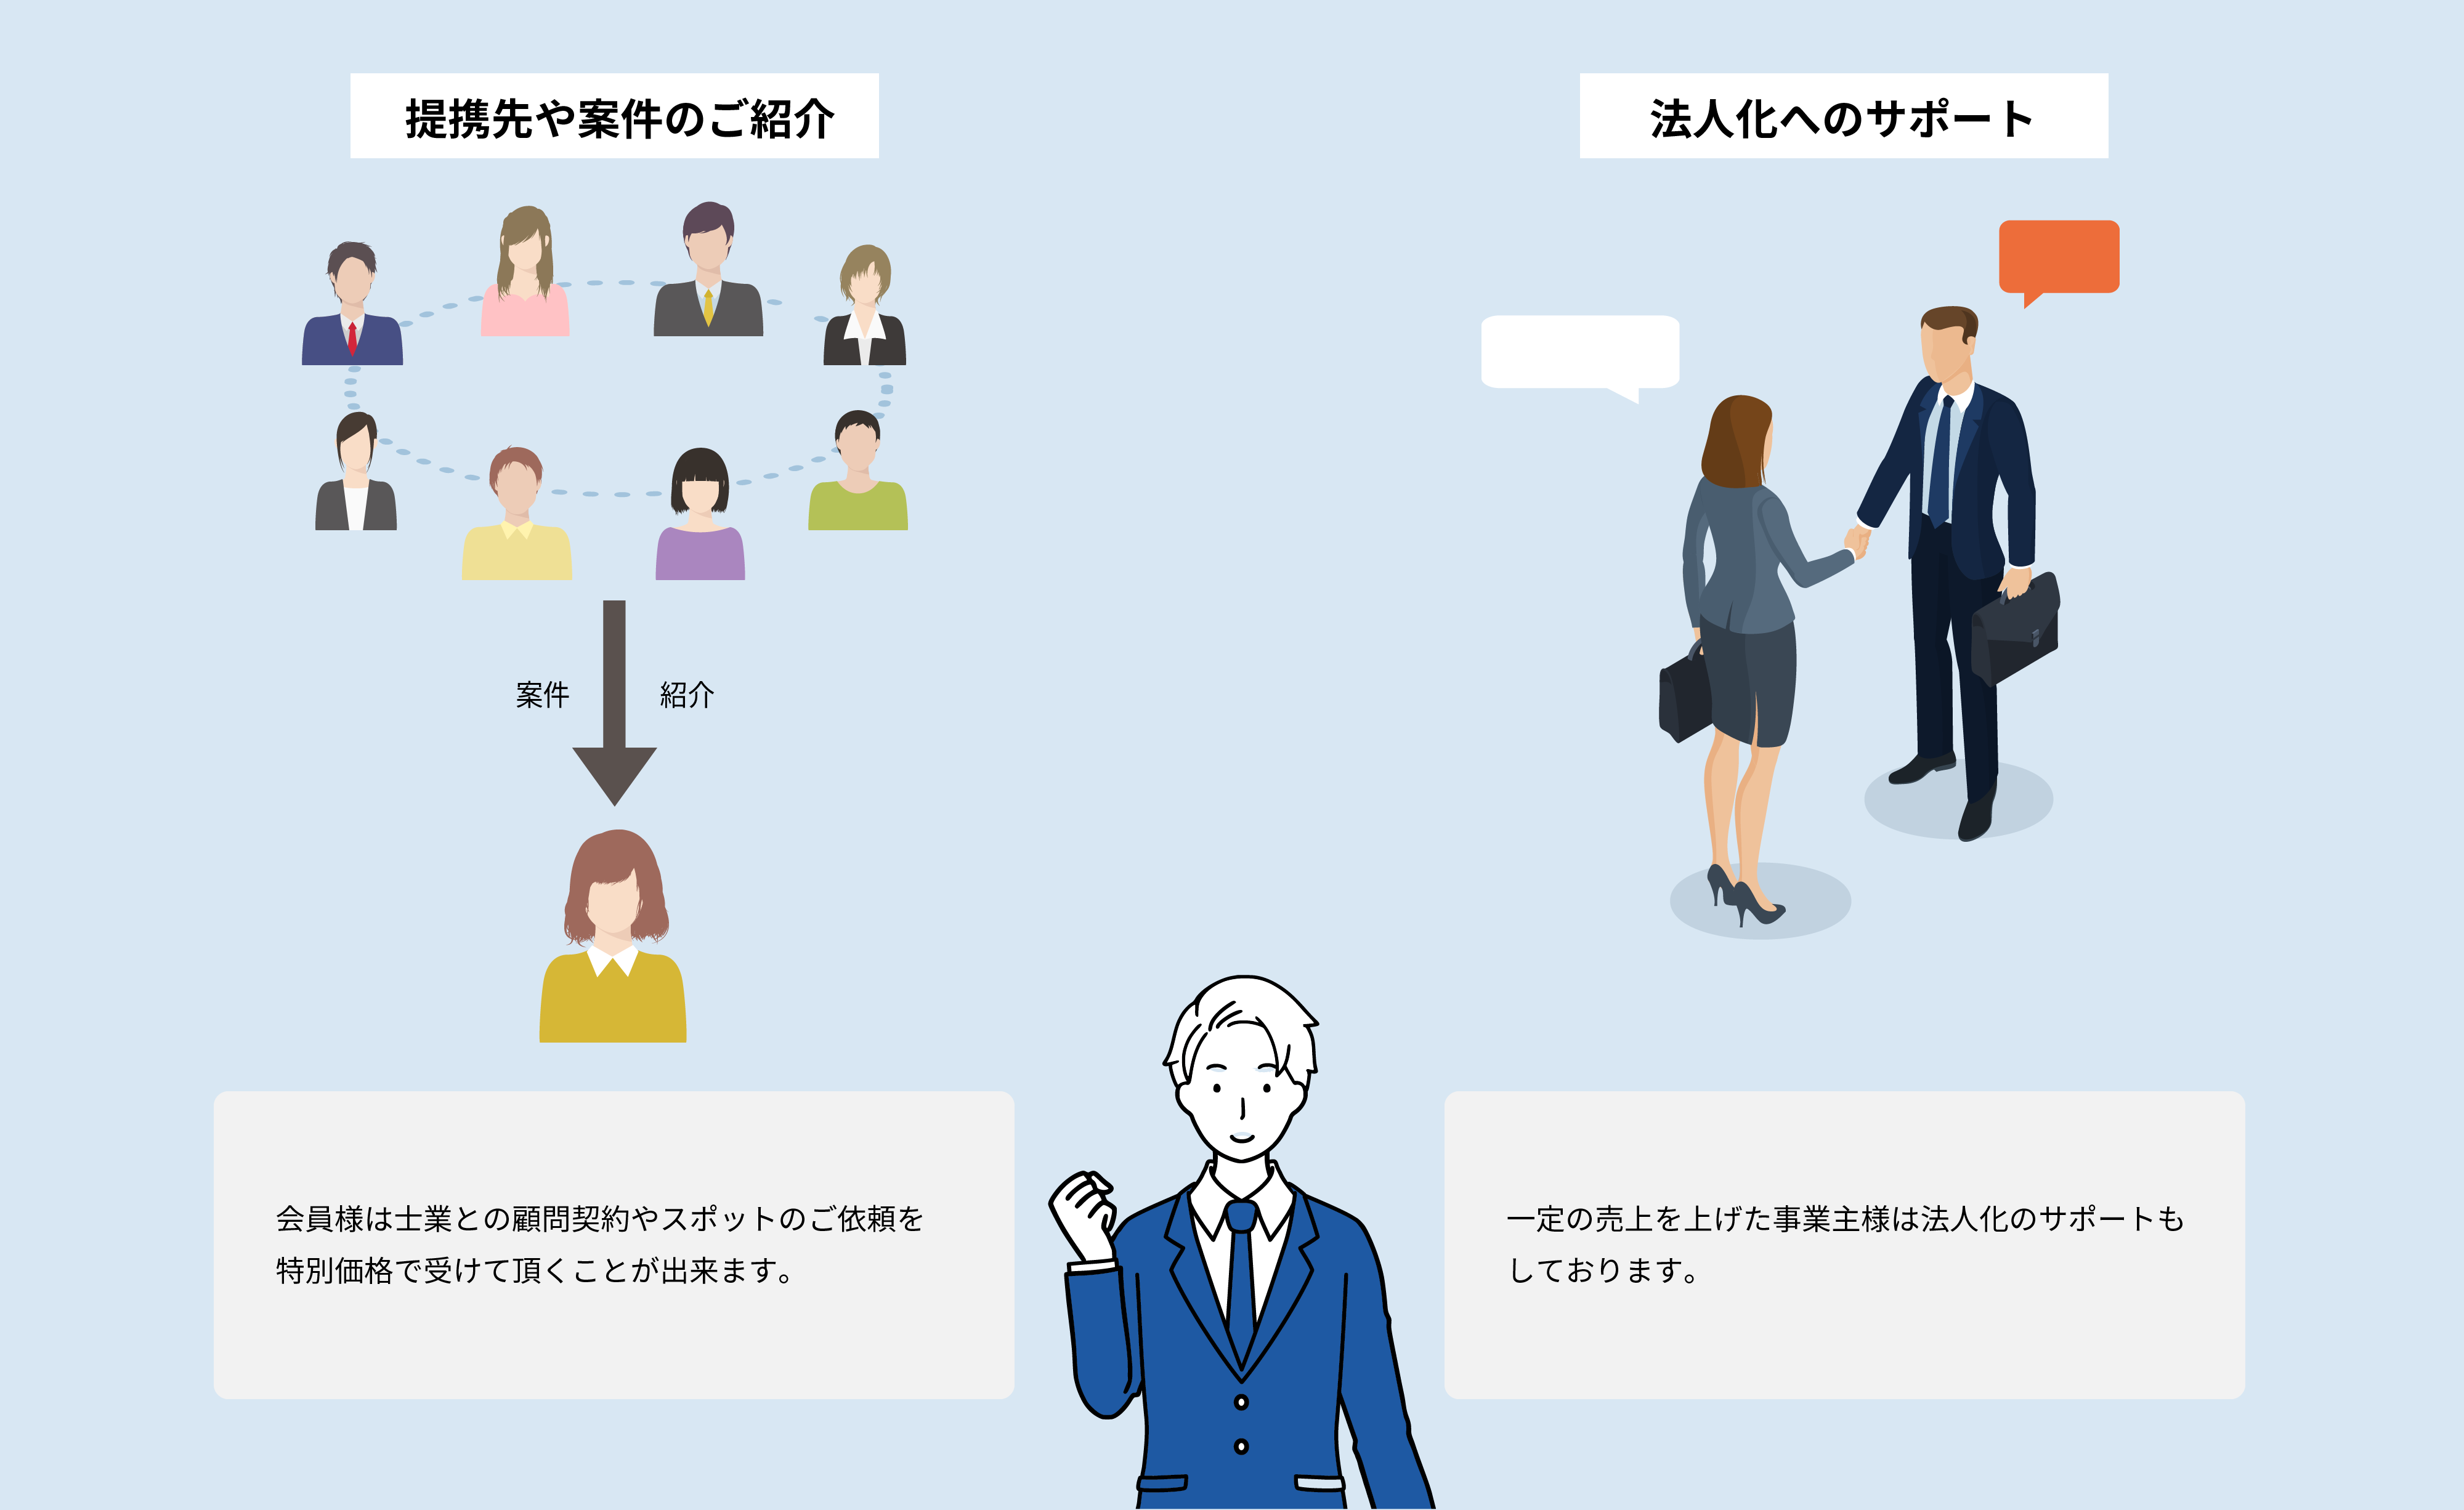 提携先や案件のご紹介
法人化へのサポート
案件
紹介
会員様は士業との顧問契約やスポットのご依頼を
特別価格で受けて頂くことが出来ます。
一定の売上を上げた事業主様は法人化のサポートも
しております。